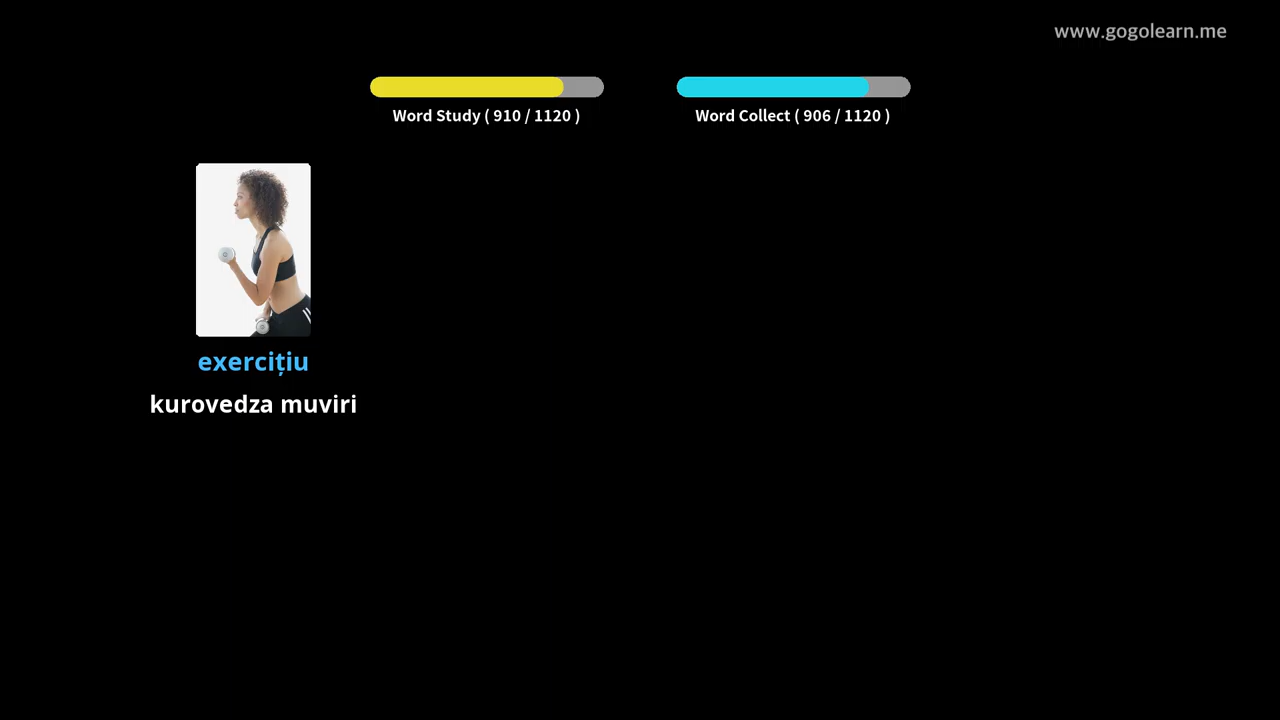 www.gogolearn.me
Word Study ( 910 / 1120 )
Word Collect ( 906 / 1120 )
exercițiu
kurovedza muviri